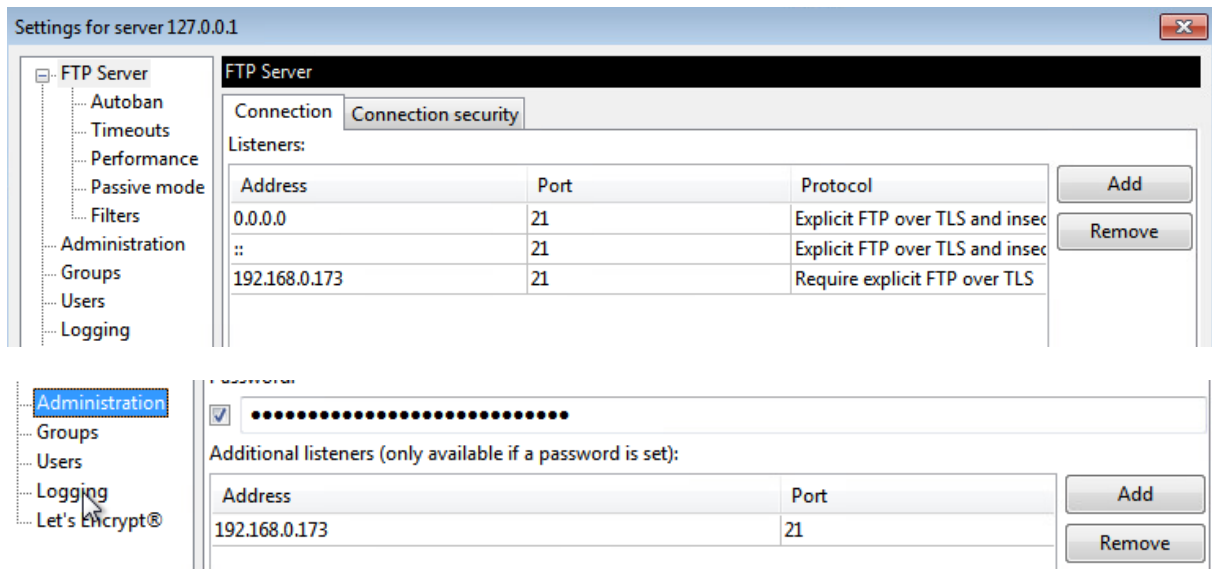 Settings for server 127.0.0.1
FTP Server
Autoban
Timeouts
Performance
Passive mode
Filters
Administration
Groups
Users
Logging
FTP Server
Connection Connection security
Listeners:
Address Port Protocol
0.0.0.0 21 Explicit FTP over TLS and insec
:: 21 Explicit FTP over TLS and insec
192.168.0.173 21 Require explicit FTP over TLS
Add
Remove
Administration
Groups
Users
Logging
Let's Encrypt®
Password:
•••••••••••••••••••••••••••••
Additional listeners (only available if a password is set):
Address Port
192.168.0.173 21
Add
Remove